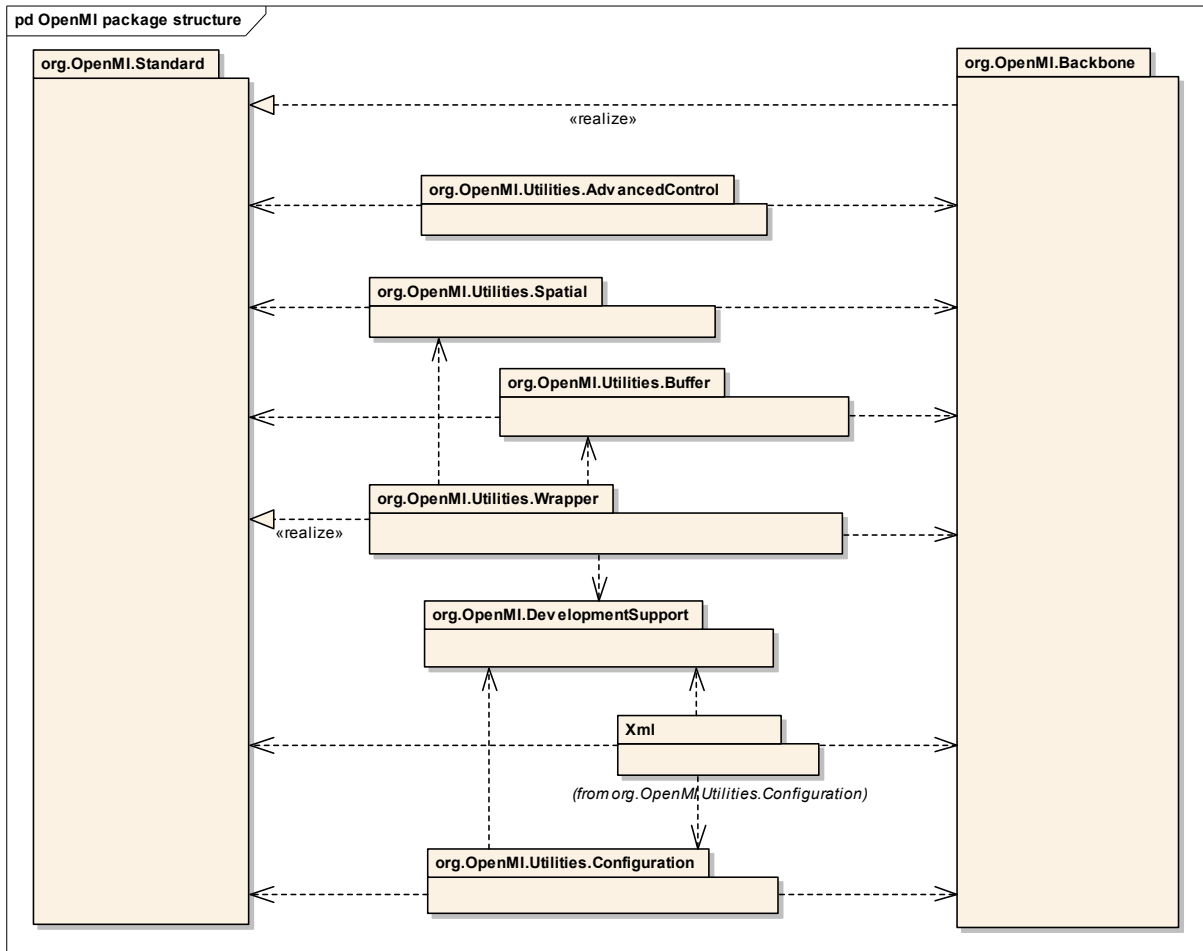 pd OpenMI package structure
org.OpenMI.Standard
org.OpenMI.Backbone
«realize»
org.OpenMI.Utilities.AdvancedControl
org.OpenMI.Utilities.Spatial
org.OpenMI.Utilities.Buffer
org.OpenMI.Utilities.Wrapper
«realize»
org.OpenMI.DevelopmentSupport
Xml
(from org.OpenMI.Utilities.Configuration)
org.OpenMI.Utilities.Configuration